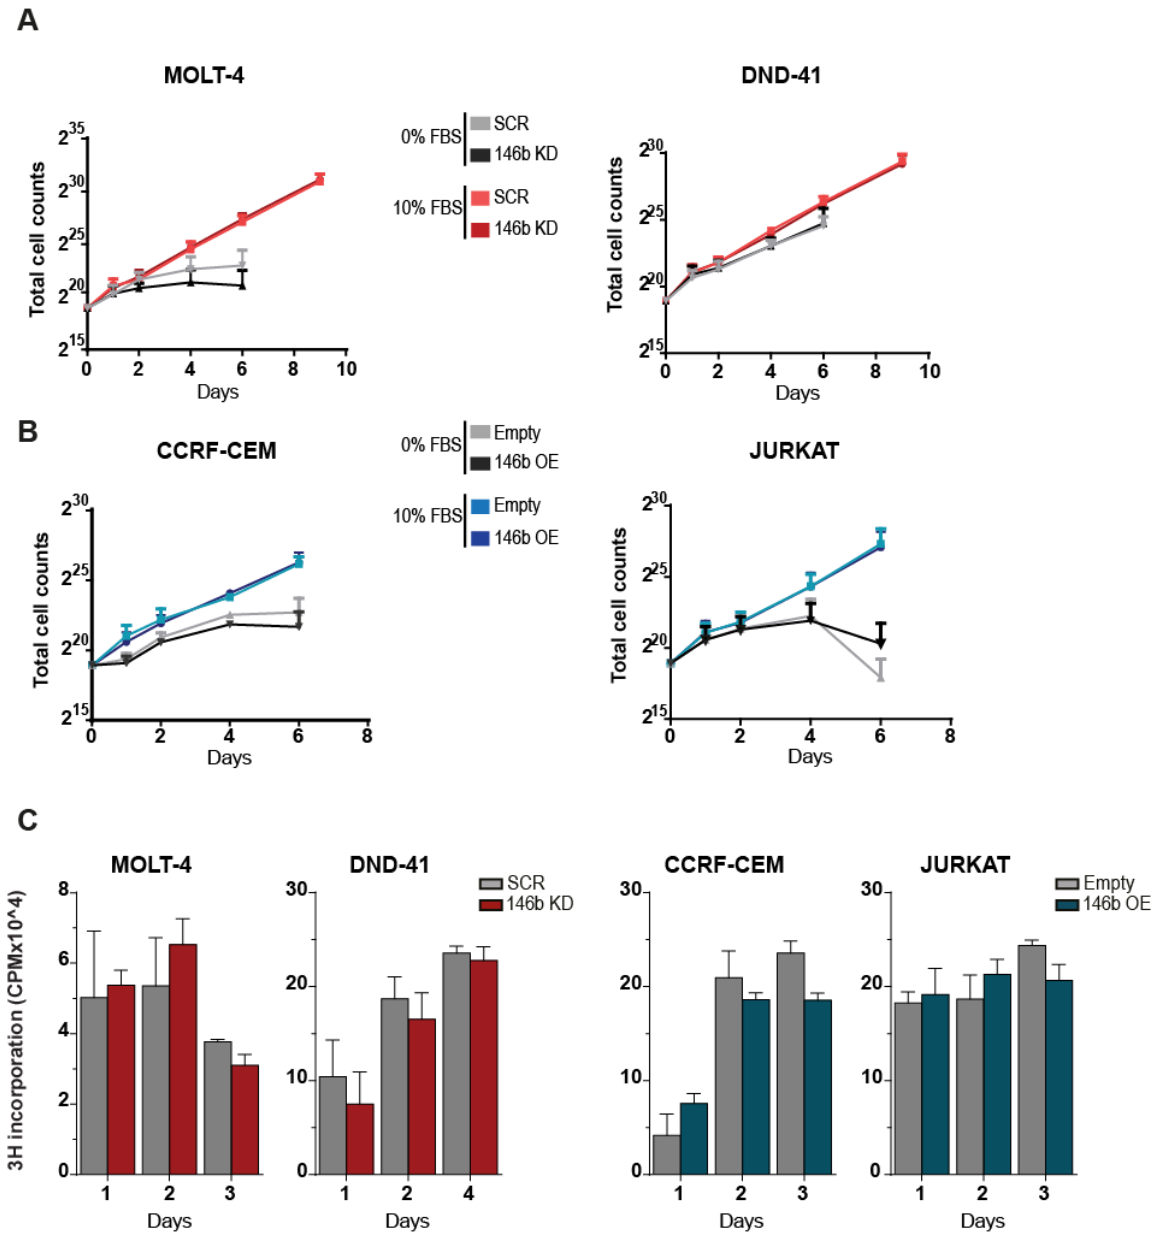 A
MOLT-4
DND-41
0% FBS
SCR
146b KD
10% FBS
SCR
146b KD
Total cell counts
2^35
2^30
2^25
2^20
2^15
0 2 4 6 8 10
Days
Total cell counts
2^30
2^25
2^20
2^15
0 2 4 6 8 10
Days
B
CCRF-CEM
JURKAT
0% FBS
Empty
146b OE
10% FBS
Empty
146b OE
Total cell counts
2^30
2^25
2^20
2^15
0 2 4 6 8
Days
Total cell counts
2^30
2^25
2^20
2^15
0 2 4 6 8
Days
C
MOLT-4
DND-41
SCR
146b KD
CCRF-CEM
JURKAT
Empty
146b OE
3H incorporation (CPMx10^4)
8
6
4
2
0
1 2 3
Days
30
20
10
0
1 2 4
Days
30
20
10
0
1 2 3
Days
30
20
10
0
1 2 3
Days